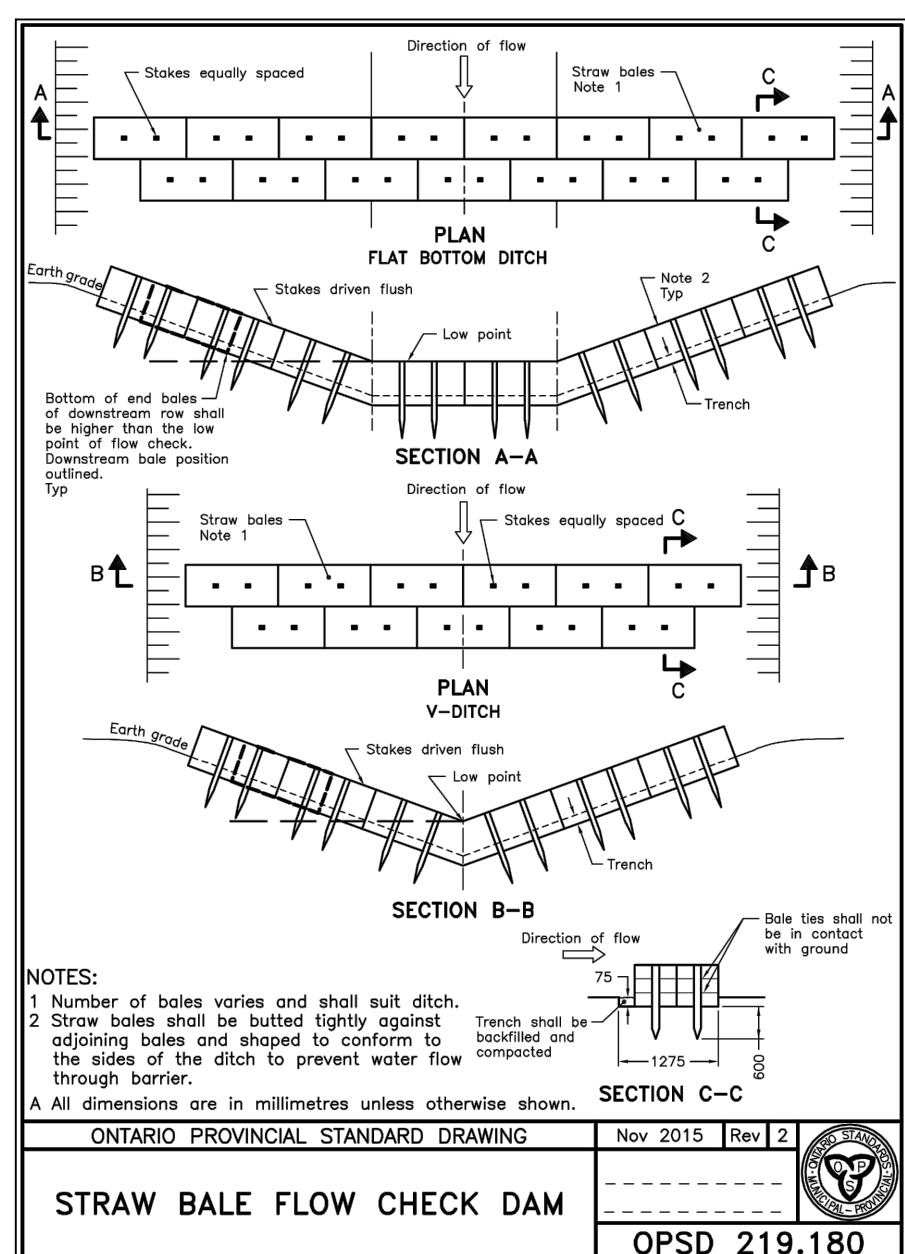 Direction of flow
Stakes equally spaced
Straw bales
Note 1
C
A
A
C
PLAN
FLAT BOTTOM DITCH
Earth grade
Stakes driven flush
Note 2
Typ
Low point
Trench
Bottom of end bales
of downstream row shall
be higher than the low
point of flow check.
Downstream bale position
outlined.
Typ
SECTION A-A
Direction of flow
Straw bales
Note 1
Stakes equally spaced
C
B
B
C
PLAN
V-DITCH
Earth grade
Stakes driven flush
Low point
Trench
SECTION B-B
Direction of flow
Bale ties shall not
be in contact
with ground
75
Trench shall be
backfilled and
compacted
1275
600
SECTION C-C
NOTES:
1 Number of bales varies and shall suit ditch.
2 Straw bales shall be butted tightly against
adjoining bales and shaped to conform to
the sides of the ditch to prevent water flow
through barrier.
A All dimensions are in millimetres unless otherwise shown.
ONTARIO PROVINCIAL STANDARD DRAWING
Nov 2015
Rev
2
STRAW BALE FLOW CHECK DAM
ONTARIO STANDARDS
MUNICIPAL - PROVINCIAL
OPS
OPSD 219.180